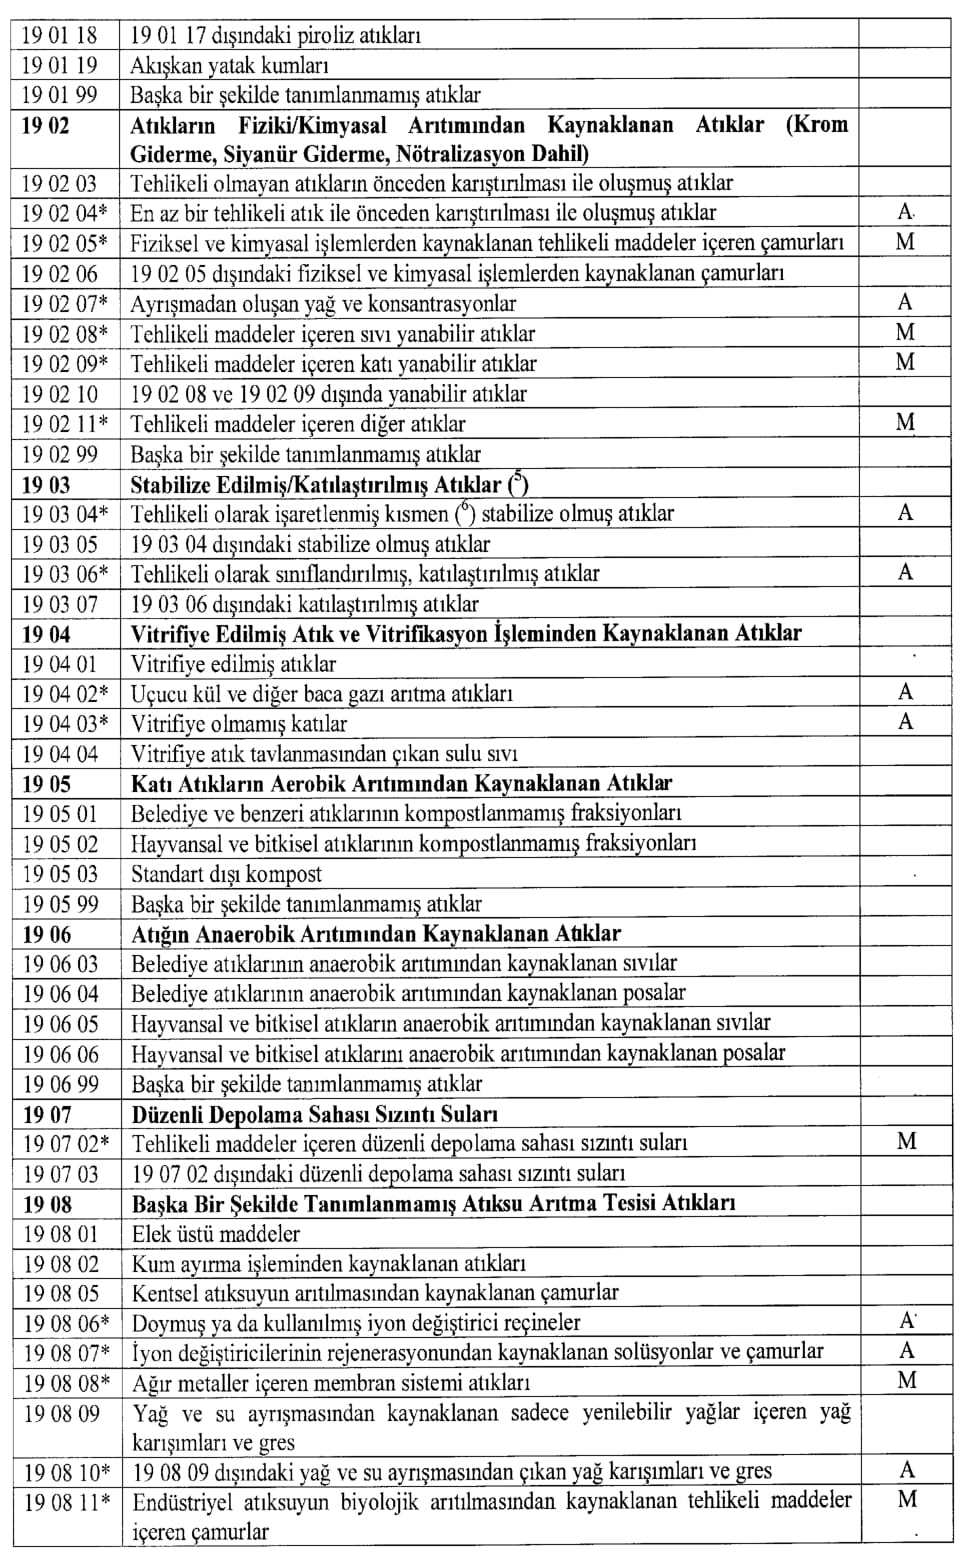 19 01 18 19 01 17 dışındaki piroliz atıkları
19 01 19 Akışkan yatak kumları
19 01 99 Başka bir şekilde tanımlanmamış atıklar
19 02 Atıkların Fiziki/Kimyasal Arıtımından Kaynaklanan Atıklar (Krom
Giderme, Siyanür Giderme, Nötralizasyon Dahil)
19 02 03 Tehlikeli olmayan atıkların önceden karıştırılması ile oluşmuş atıklar
19 02 04* En az bir tehlikeli atık ile önceden karıştırılması ile oluşmuş atıklar A
19 02 05* Fiziksel ve kimyasal işlemlerden kaynaklanan tehlikeli maddeler içeren çamurları M
19 02 06 19 02 05 dışındaki fiziksel ve kimyasal işlemlerden kaynaklanan çamurları
19 02 07* Ayrışmadan oluşan yağ ve konsantrasyonlar A
19 02 08* Tehlikeli maddeler içeren sıvı yanabilir atıklar M
19 02 09* Tehlikeli maddeler içeren katı yanabilir atıklar M
19 02 10 19 02 08 ve 19 02 09 dışında yanabilir atıklar
19 02 11* Tehlikeli maddeler içeren diğer atıklar M
19 02 99 Başka bir şekilde tanımlanmamış atıklar
19 03 Stabilize Edilmiş/Katılaştırılmış Atıklar (5)
19 03 04* Tehlikeli olarak işaretlenmiş kısmen (6) stabilize olmuş atıklar A
19 03 05 19 03 04 dışındaki stabilize olmuş atıklar
19 03 06* Tehlikeli olarak sınıflandırılmış, katılaştırılmış atıklar A
19 03 07 19 03 06 dışındaki katılaştırılmış atıklar
19 04 Vitrifiye Edilmiş Atık ve Vitrifikasyon İşleminden Kaynaklanan Atıklar
19 04 01 Vitrifiye edilmiş atıklar
19 04 02* Uçucu kül ve diğer baca gazı arıtma atıkları A
19 04 03* Vitrifiye olmamış katılar A
19 04 04 Vitrifiye atık tavlanmasından çıkan sulu sıvı
19 05 Katı Atıkların Aerobik Arıtımından Kaynaklanan Atıklar
19 05 01 Belediye ve benzeri atıklarının kompostlanmamış fraksiyonları
19 05 02 Hayvansal ve bitkisel atıklarının kompostlanmamış fraksiyonları
19 05 03 Standart dışı kompost
19 05 99 Başka bir şekilde tanımlanmamış atıklar
19 06 Atığın Anaerobik Arıtımından Kaynaklanan Atıklar
19 06 03 Belediye atıklarının anaerobik arıtımından kaynaklanan sıvılar
19 06 04 Belediye atıklarının anaerobik arıtımından kaynaklanan posalar
19 06 05 Hayvansal ve bitkisel atıkların anaerobik arıtımından kaynaklanan sıvılar
19 06 06 Hayvansal ve bitkisel atıklarını anaerobik arıtımından kaynaklanan posalar
19 06 99 Başka bir şekilde tanımlanmamış atıklar
19 07 Düzenli Depolama Sahası Sızıntı Suları
19 07 02* Tehlikeli maddeler içeren düzenli depolama sahası sızıntı suları M
19 07 03 19 07 02 dışındaki düzenli depolama sahası sızıntı suları
19 08 Başka Bir Şekilde Tanımlanmamış Atıksu Arıtma Tesisi Atıkları
19 08 01 Elek üstü maddeler
19 08 02 Kum ayırma işleminden kaynaklanan atıkları
19 08 05 Kentsel atıksuyun arıtılmasından kaynaklanan çamurlar
19 08 06* Doymuş ya da kullanılmış iyon değiştirici reçineler A
19 08 07* İyon değiştiricilerinin rejenerasyonundan kaynaklanan solüsyonlar ve çamurlar A
19 08 08* Ağır metaller içeren membran sistemi atıkları M
19 08 09 Yağ ve su ayrışmasından kaynaklanan sadece yenilebilir yağlar içeren yağ
karışımları ve gres
19 08 10* 19 08 09 dışındaki yağ ve su ayrışmasından çıkan yağ karışımları ve gres A
19 08 11* Endüstriyel atıksuyun biyolojik arıtılmasından kaynaklanan tehlikeli maddeler M
içeren çamurlar